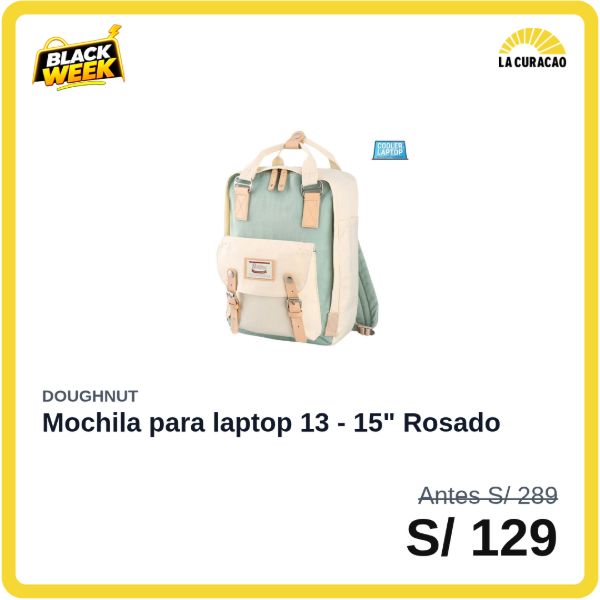 BLACK
WEEK
LA CURACAO
COOLER
LAPTOP
DOUGHNUT
Mochila para laptop 13 - 15" Rosado
Antes S/ 289
S/ 129